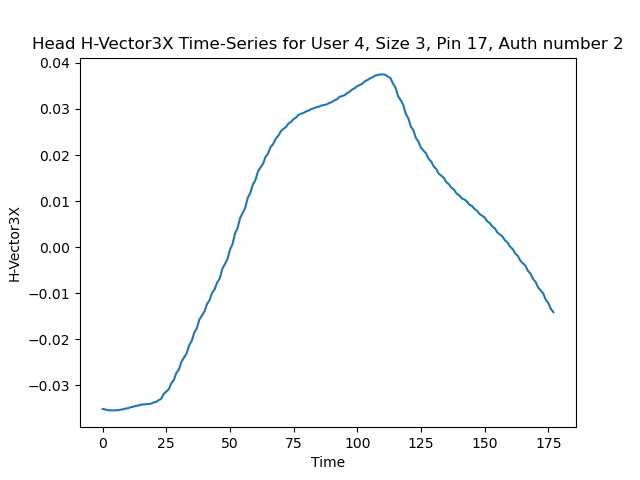 Head H-Vector3X Time-Series for User 4, Size 3, Pin 17, Auth number 2
0.04
0.03
0.02
0.01
0.00
−0.01
−0.02
−0.03
H-Vector3X
0 25 50 75 100 125 150 175
Time